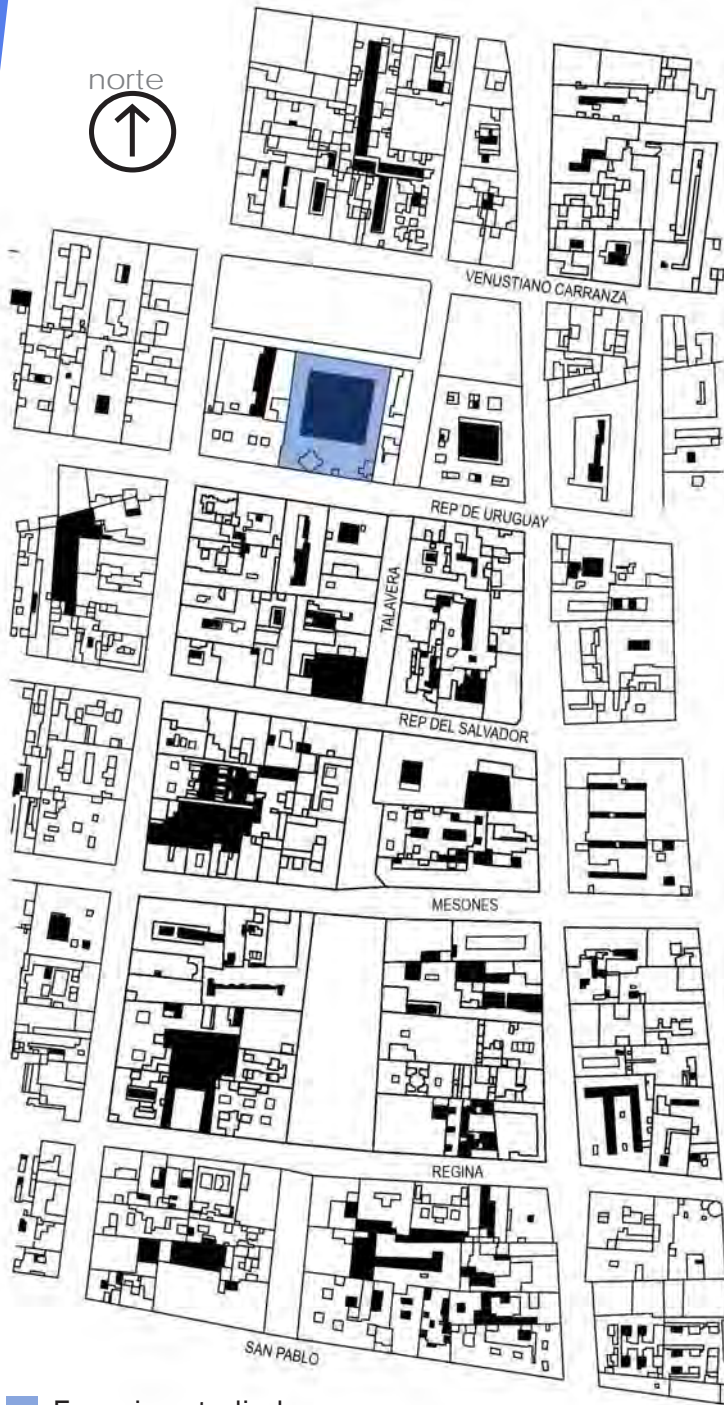 norte
VENUSTIANO CARRANZA
REP DE URUGUAY
TALAVERA
REP DEL SALVADOR
MESONES
REGINA
SAN PABLO